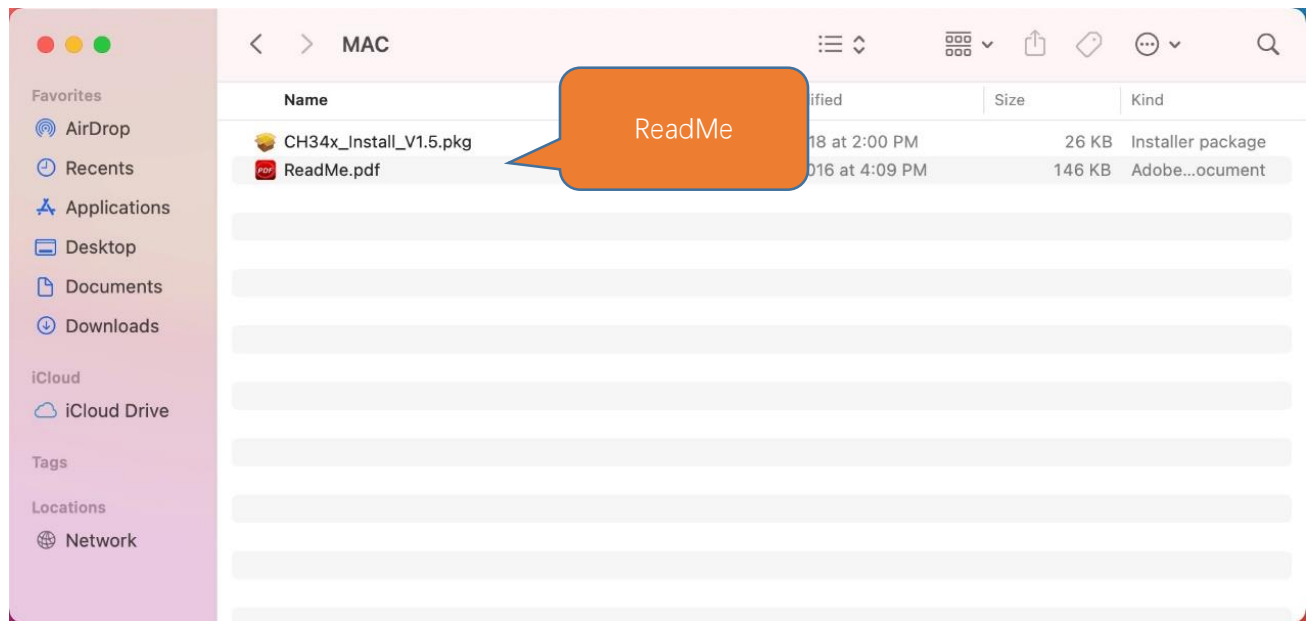 MAC
Favorites
AirDrop
Recents
Applications
Desktop
Documents
Downloads
iCloud
iCloud Drive
Tags
Locations
Network
Name ified Size Kind
CH34x_Install_V1.5.pkg 18 at 2:00 PM 26 KB Installer package
ReadMe.pdf 016 at 4:09 PM 146 KB Adobe...ocument
ReadMe